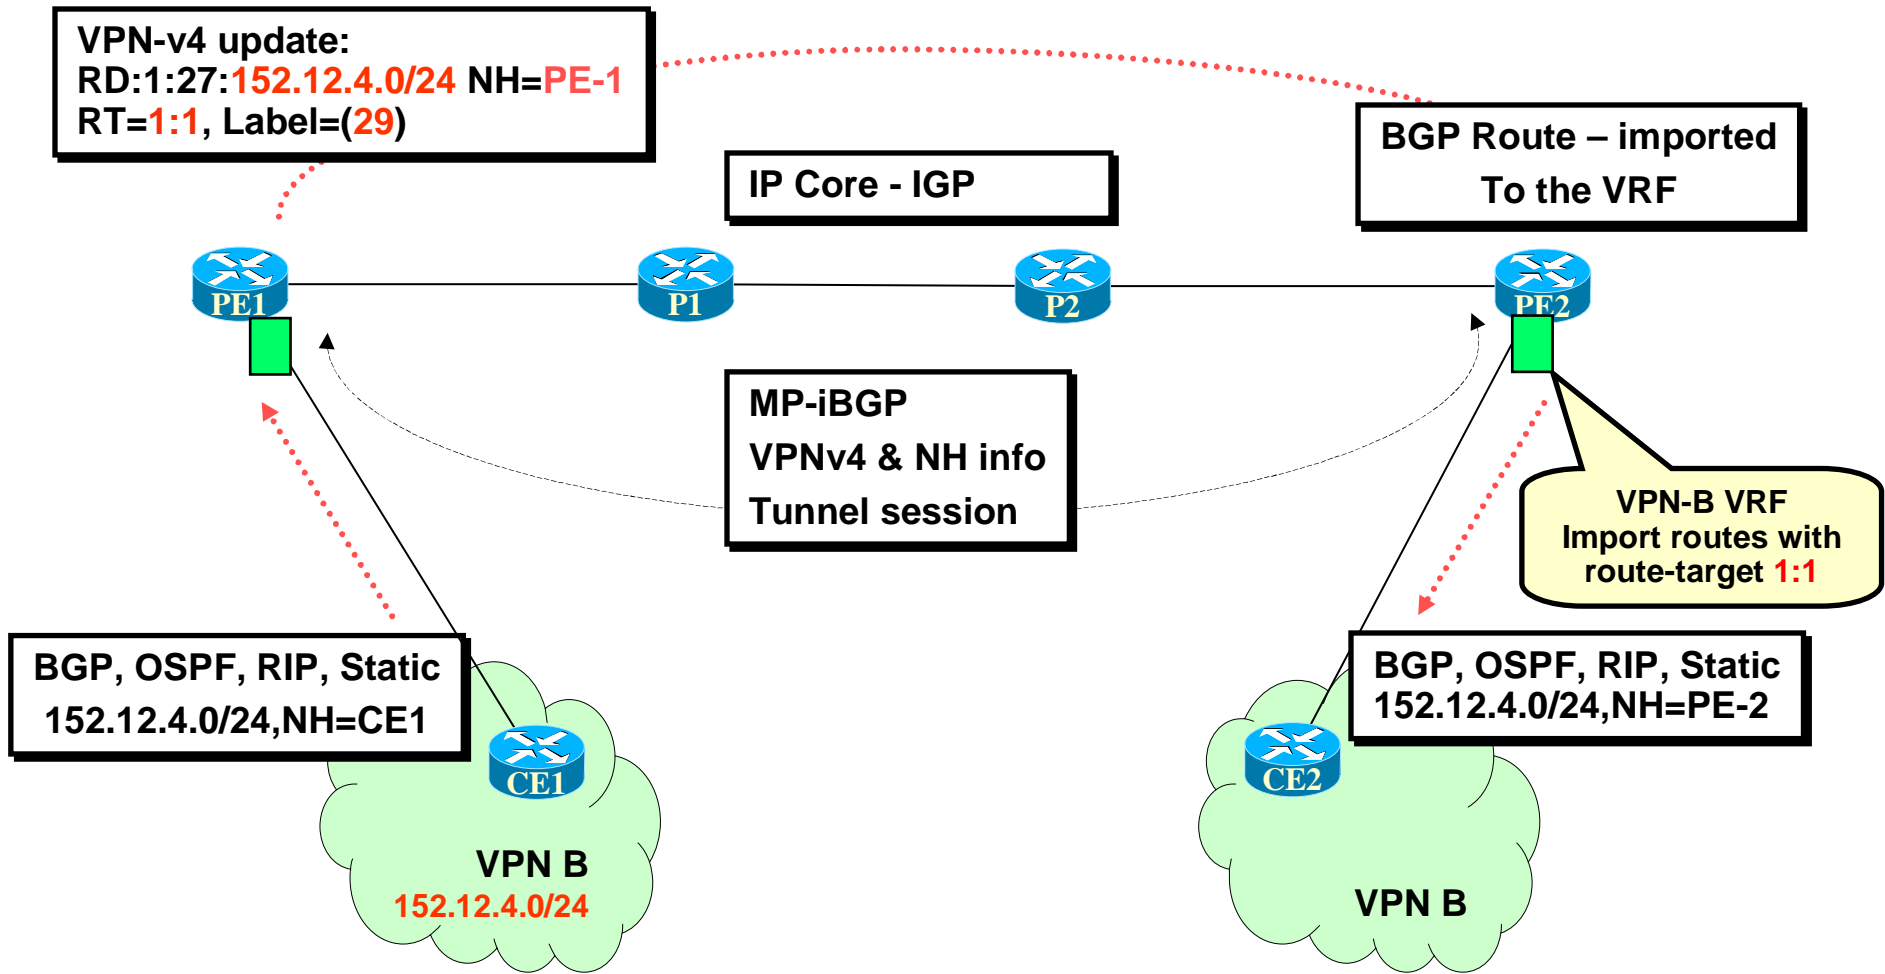 VPN-v4 update:
RD:1:27:152.12.4.0/24 NH=PE-1
RT=1:1, Label=(29)
BGP Route – imported
To the VRF
IP Core - IGP
PE1
P1
P2
PE2
MP-iBGP
VPNv4 & NH info
Tunnel session
VPN-B VRF
Import routes with
route-target 1:1
BGP, OSPF, RIP, Static
152.12.4.0/24,NH=CE1
BGP, OSPF, RIP, Static
152.12.4.0/24,NH=PE-2
CE1
CE2
VPN B
152.12.4.0/24
VPN B